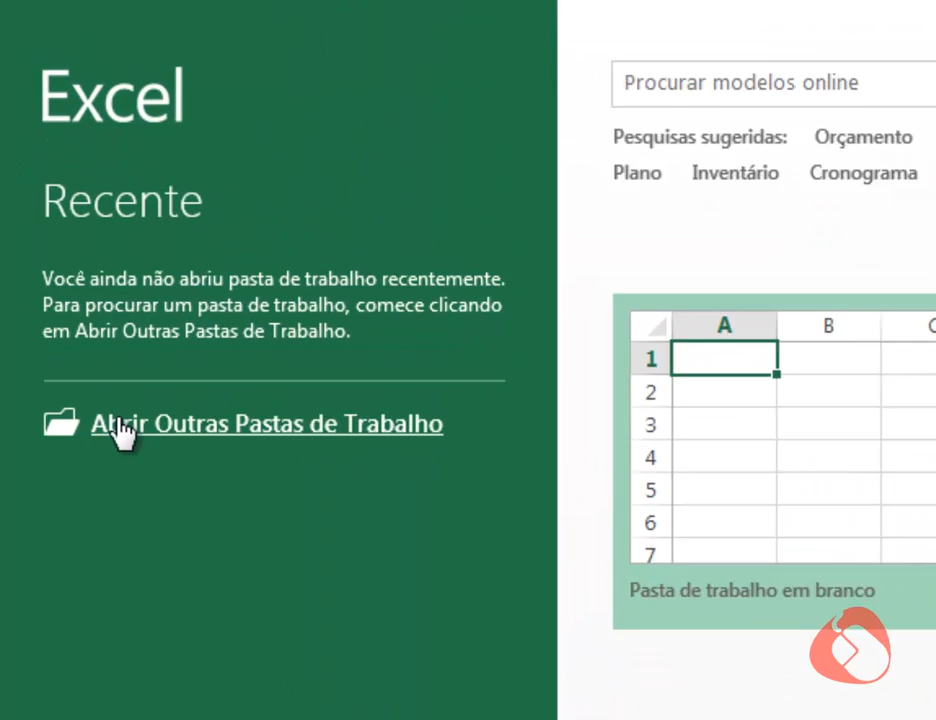 Excel
Recente
Você ainda não abriu pasta de trabalho recentemente.
Para procurar um pasta de trabalho, comece clicando
em Abrir Outras Pastas de Trabalho.
Abrir Outras Pastas de Trabalho
Procurar modelos online
Pesquisas sugeridas: Orçamento
Plano Inventário Cronograma
A B C
1
2
3
4
5
6
7
Pasta de trabalho em branco